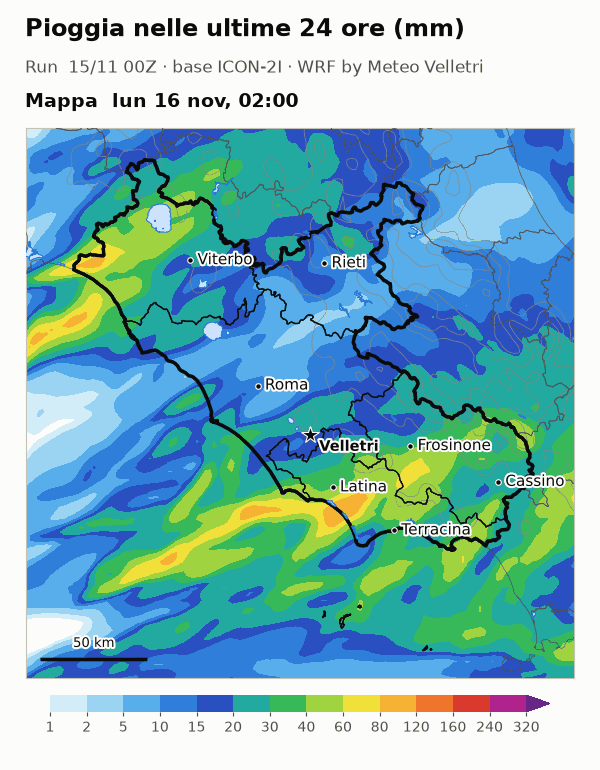 Pioggia nelle ultime 24 ore (mm)
Run  15/11 00Z · base ICON-2I · WRF by Meteo Velletri
Mappa  lun 16 nov, 02:00
Viterbo
Rieti
Roma
Velletri
Frosinone
Latina
Cassino
Terracina
50 km
1 2 5 10 15 20 30 40 60 80 120 160 240 320